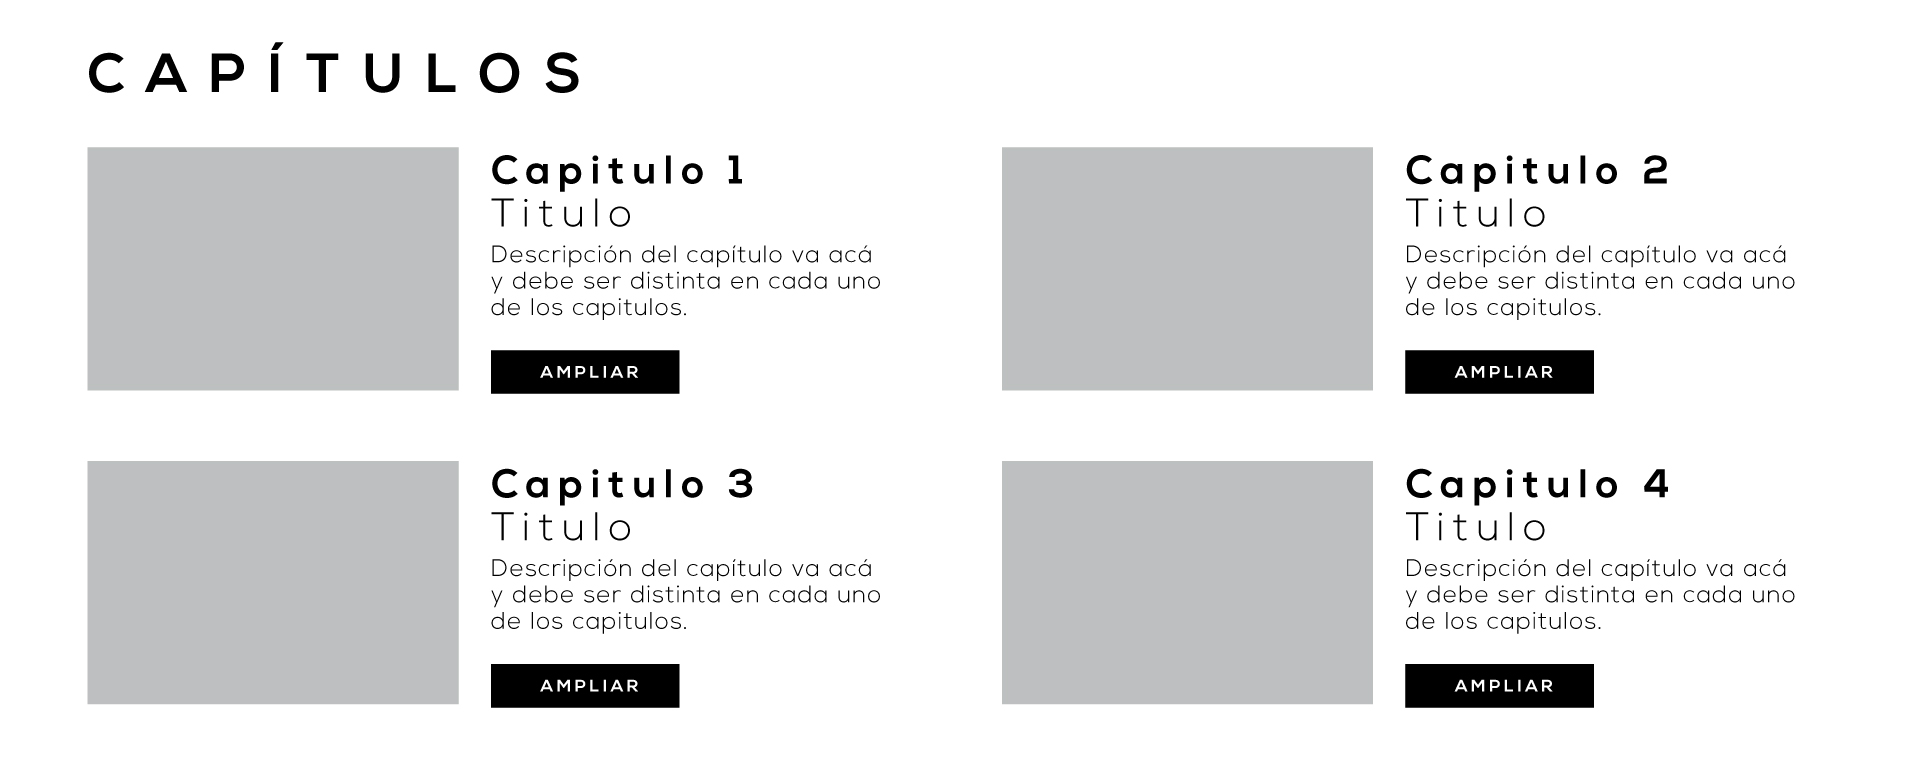 CAPÍTULOS
Capitulo 1
Titulo
Descripción del capítulo va acá
y debe ser distinta en cada uno
de los capitulos.
AMPLIAR
Capitulo 2
Titulo
Descripción del capítulo va acá
y debe ser distinta en cada uno
de los capitulos.
AMPLIAR
Capitulo 3
Titulo
Descripción del capítulo va acá
y debe ser distinta en cada uno
de los capitulos.
AMPLIAR
Capitulo 4
Titulo
Descripción del capítulo va acá
y debe ser distinta en cada uno
de los capitulos.
AMPLIAR